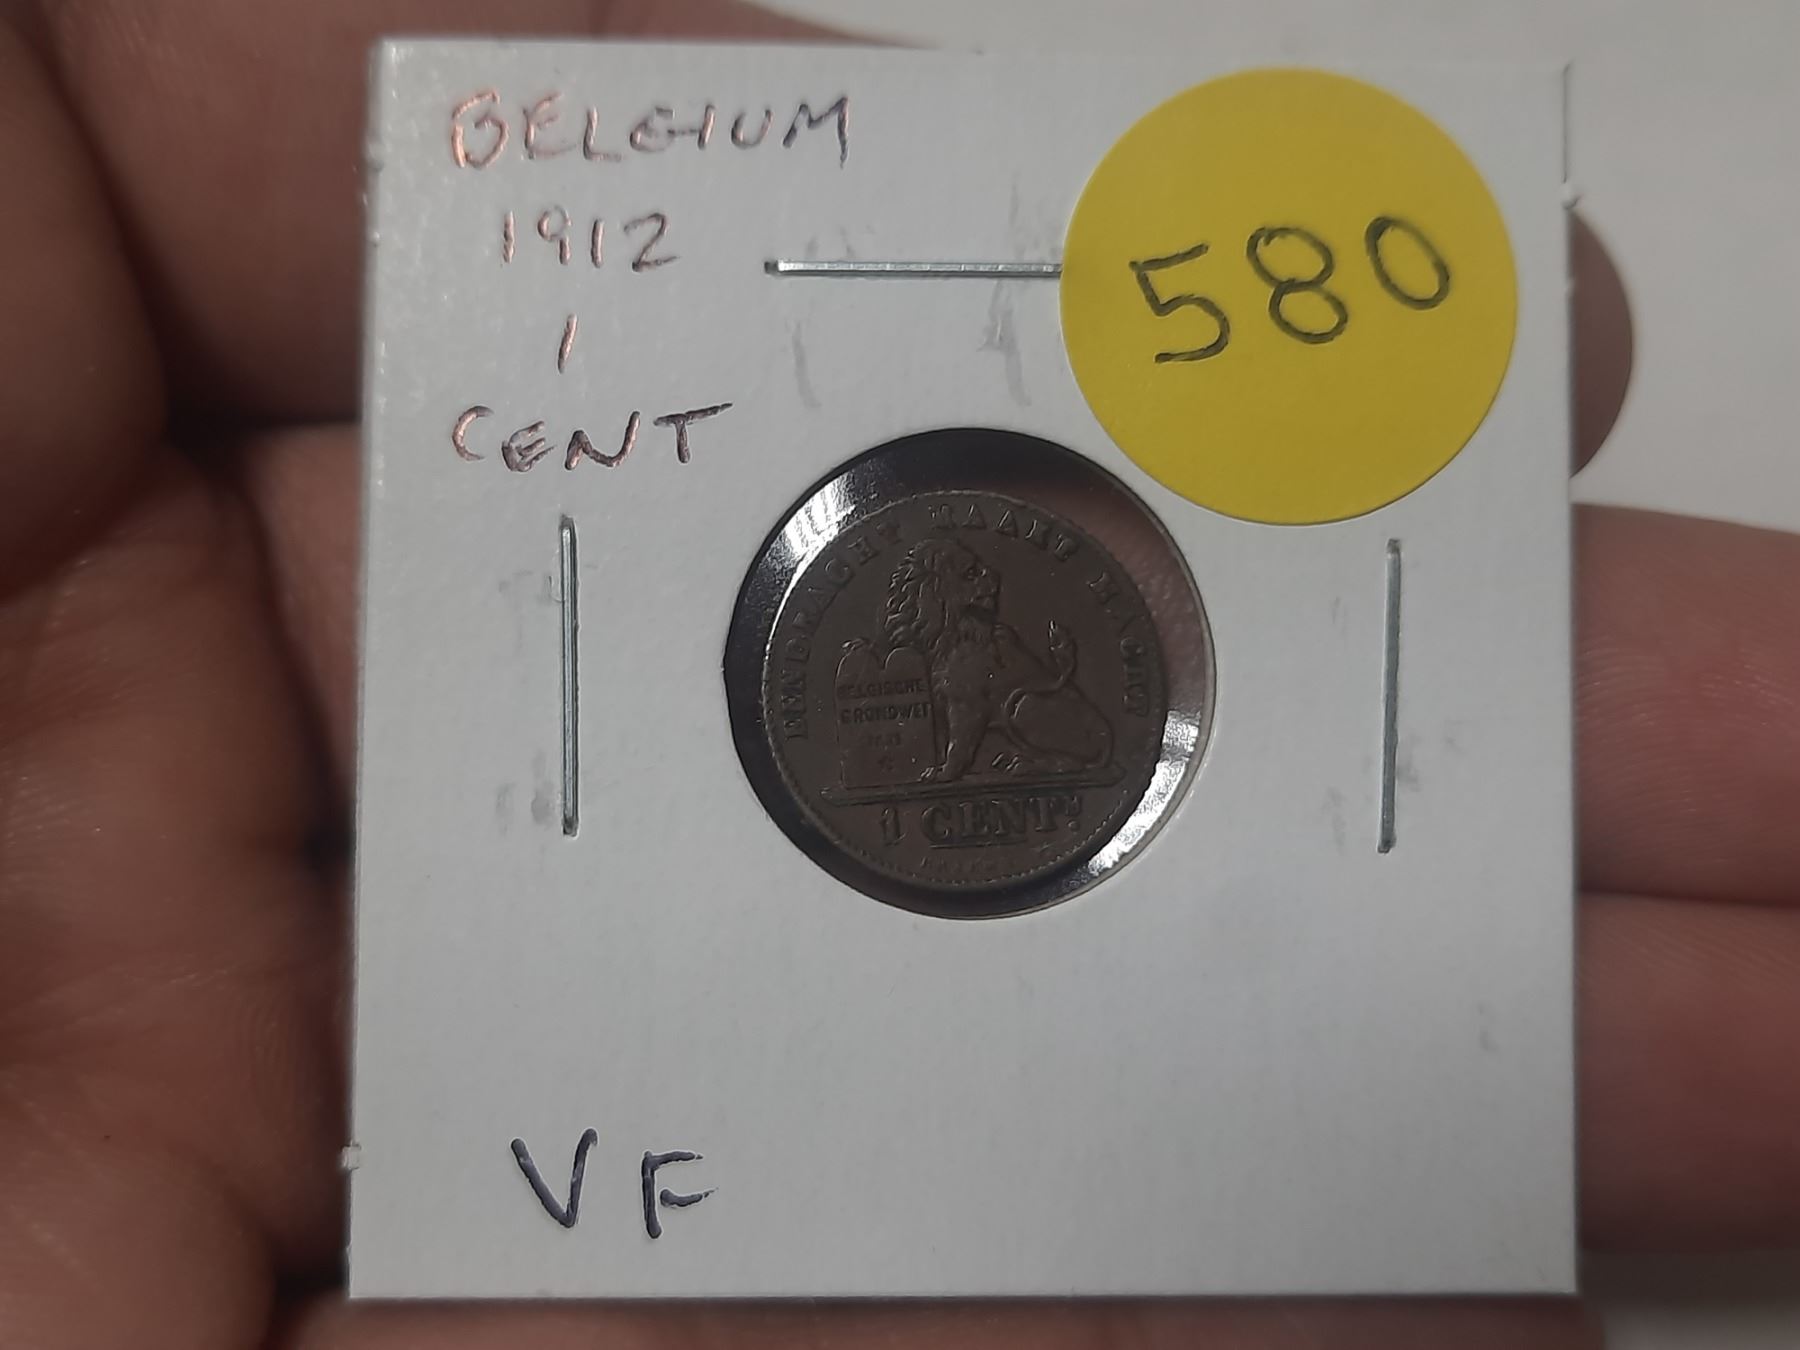 BELGIUM
1912
1
CENT
580
EENDRACHT MAAKT MACHT
BELGISCHE
GRONDWET
1 CENT.
VF